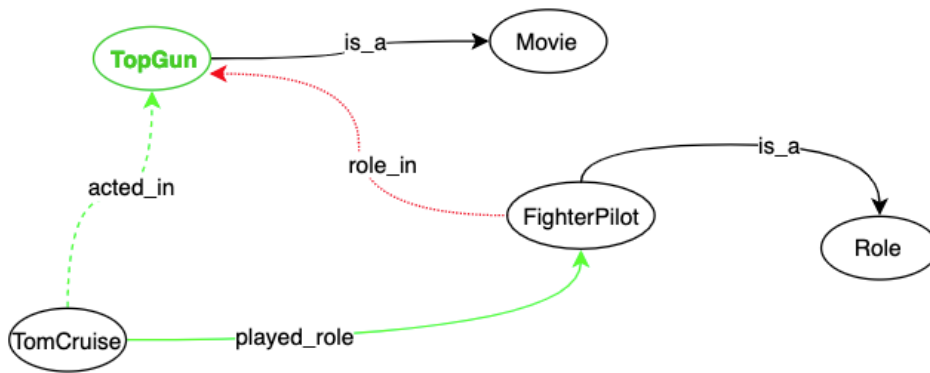 is_a
Movie
TopGun
is_a
role_in
acted_in
FighterPilot
Role
played_role
TomCruise